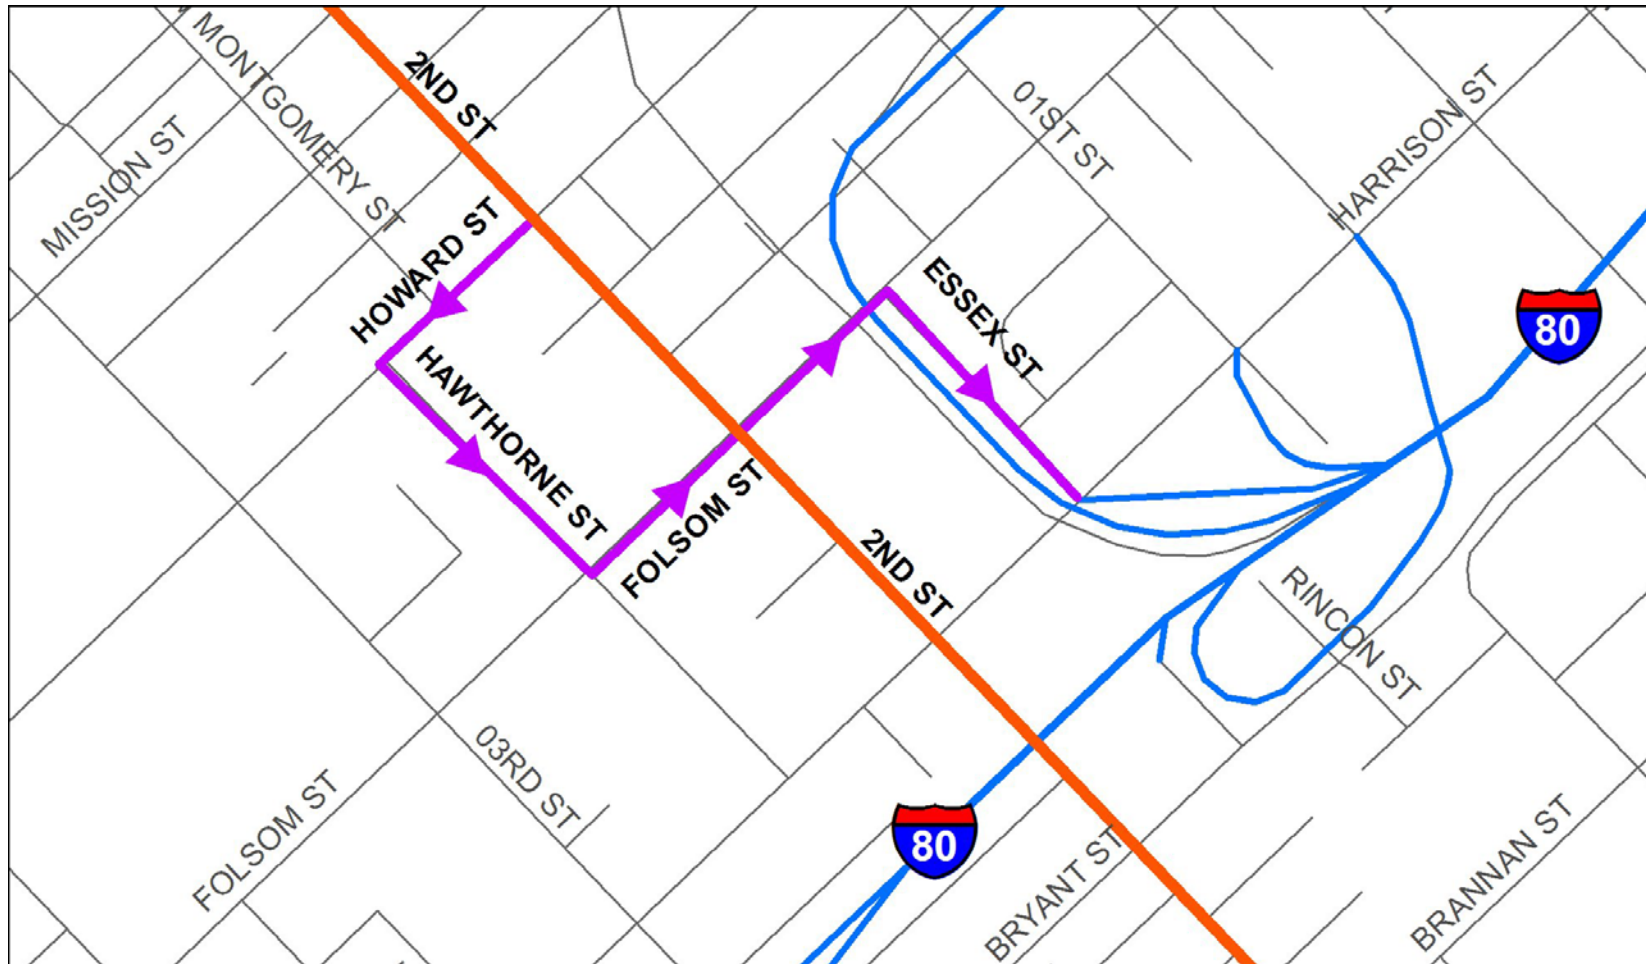 MONTGOMERY ST
2ND ST
01ST ST
HARRISON ST
MISSION ST
HOWARD ST
ESSEX ST
80
HAWTHORNE ST
FOLSOM ST
2ND ST
RINCON ST
03RD ST
FOLSOM ST
80
BRYANT ST
BRANNAN ST